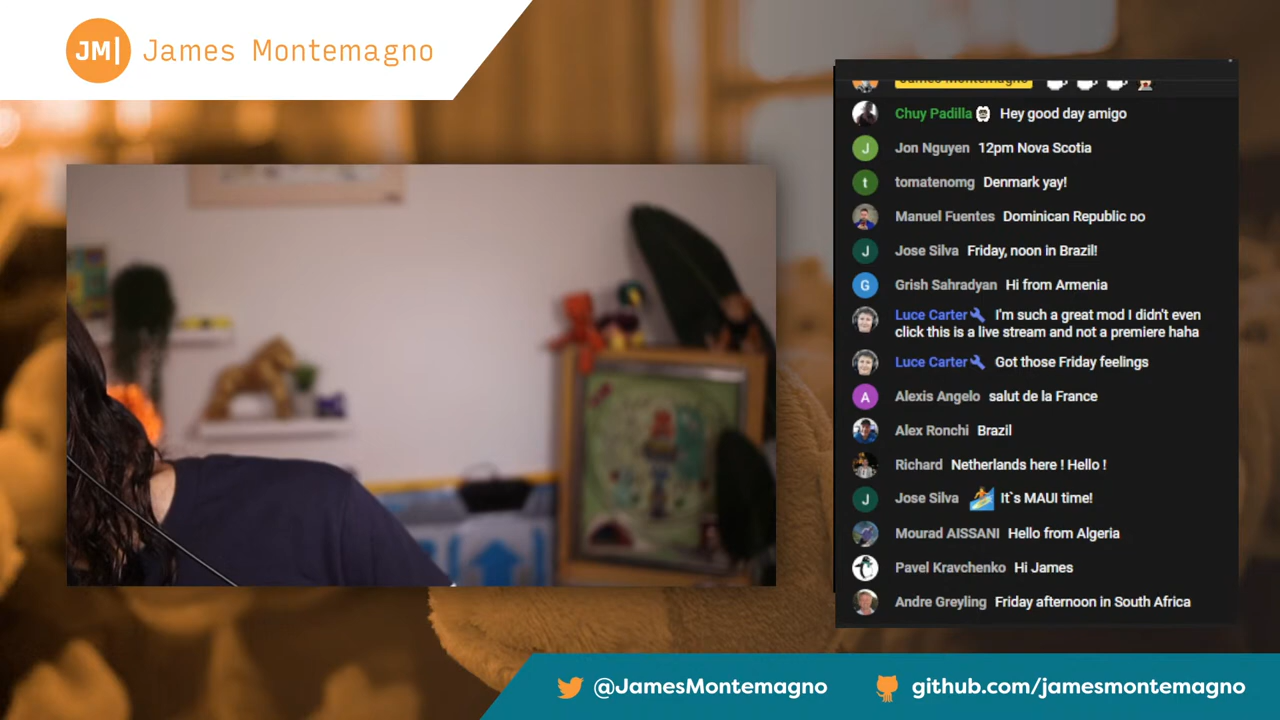 JM|
James Montemagno
James Montemagno
Chuy Padilla Hey good day amigo
J
Jon Nguyen 12pm Nova Scotia
t
tomatenomg Denmark yay!
Manuel Fuentes Dominican Republic DO
J
Jose Silva Friday, noon in Brazil!
G
Grish Sahradyan Hi from Armenia
Luce Carter I'm such a great mod I didn't even
click this is a live stream and not a premiere haha
Luce Carter Got those Friday feelings
A
Alexis Angelo salut de la France
Alex Ronchi Brazil
Richard Netherlands here ! Hello !
J
Jose Silva It`s MAUI time!
Mourad AISSANI Hello from Algeria
Pavel Kravchenko Hi James
Andre Greyling Friday afternoon in South Africa
@JamesMontemagno
github.com/jamesmontemagno